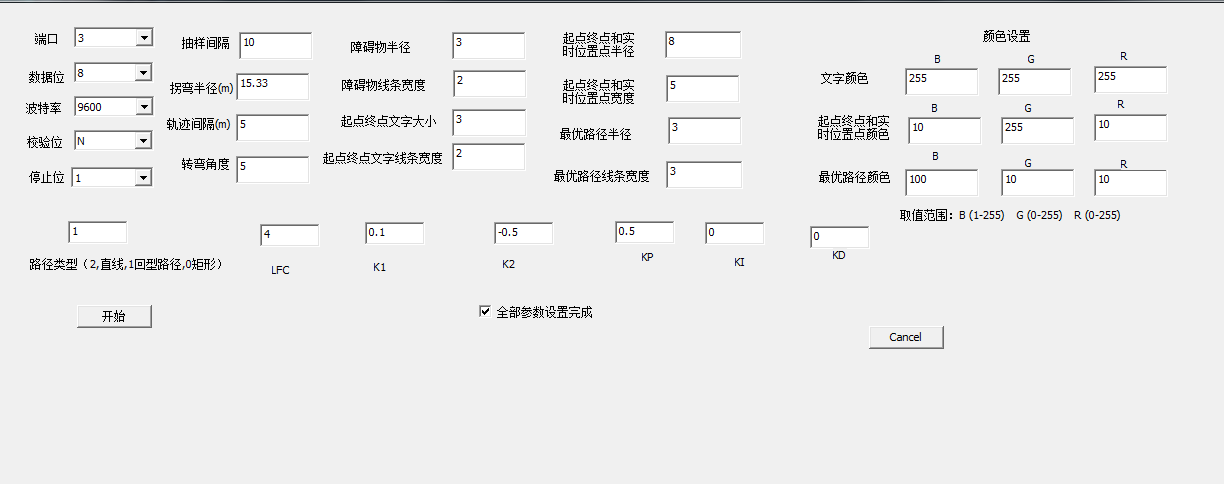 端口
3
数据位
8
波特率
9600
校验位
N
停止位
1
抽样间隔
10
拐弯半径(m)
15.33
轨迹间隔(m)
5
转弯角度
5
障碍物半径
3
障碍物线条宽度
2
起点终点文字大小
3
起点终点文字线条宽度
2
起点终点和实
时位置点半径
8
起点终点和实
时位置点宽度
5
最优路径半径
3
最优路径线条宽度
3
颜色设置
B G R
文字颜色 255 255 255
B G R
起点终点和实
时位置点颜色
10 255 10
B G R
最优路径颜色 100 10 10
取值范围：B (1-255) G (0-255) R (0-255)
1
路径类型（2,直线,1回型路径,0矩形）
4
LFC
0.1
K1
-0.5
K2
0.5
KP
0
KI
0
KD
开始
全部参数设置完成
Cancel